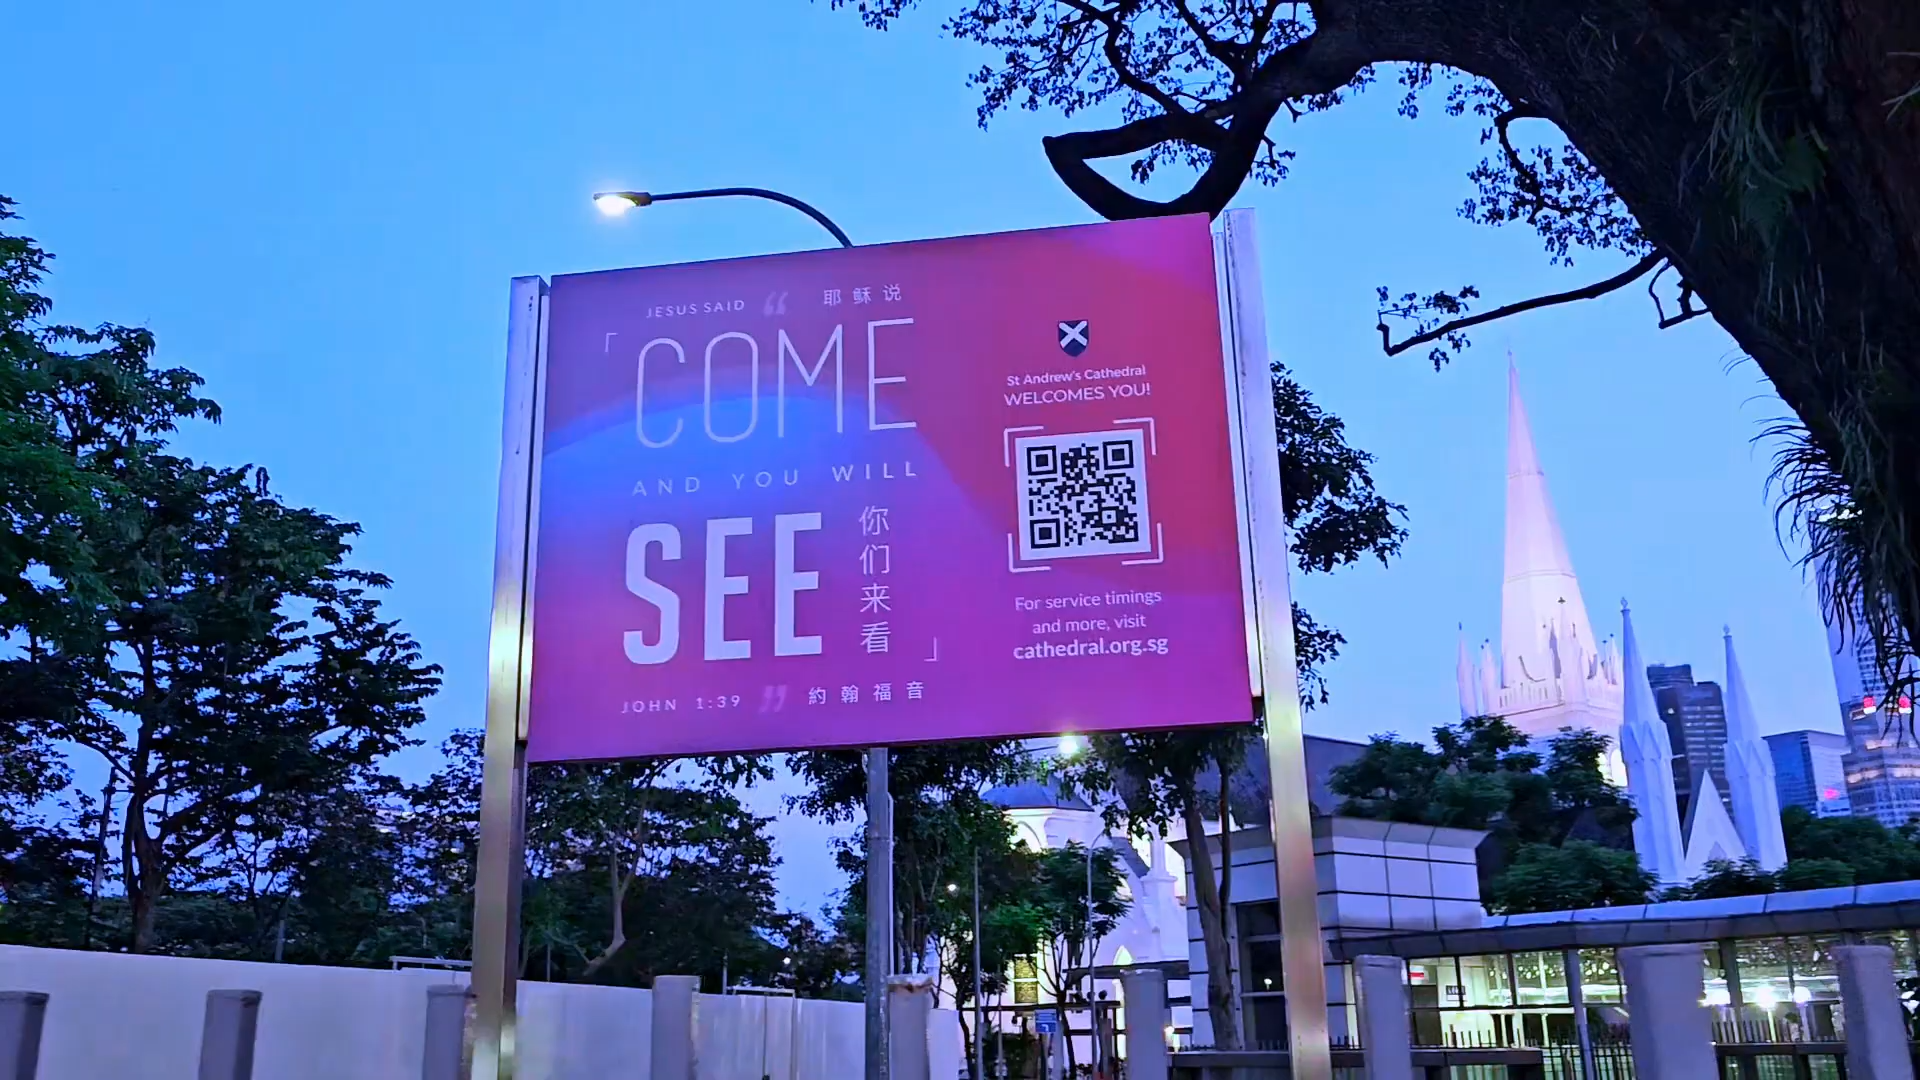 JESUS SAID “ 耶稣说
「COME
AND YOU WILL
SEE
你们来看」
JOHN 1:39 ” 約翰福音
St Andrew's Cathedral
WELCOMES YOU!
For service timings
and more, visit
cathedral.org.sg